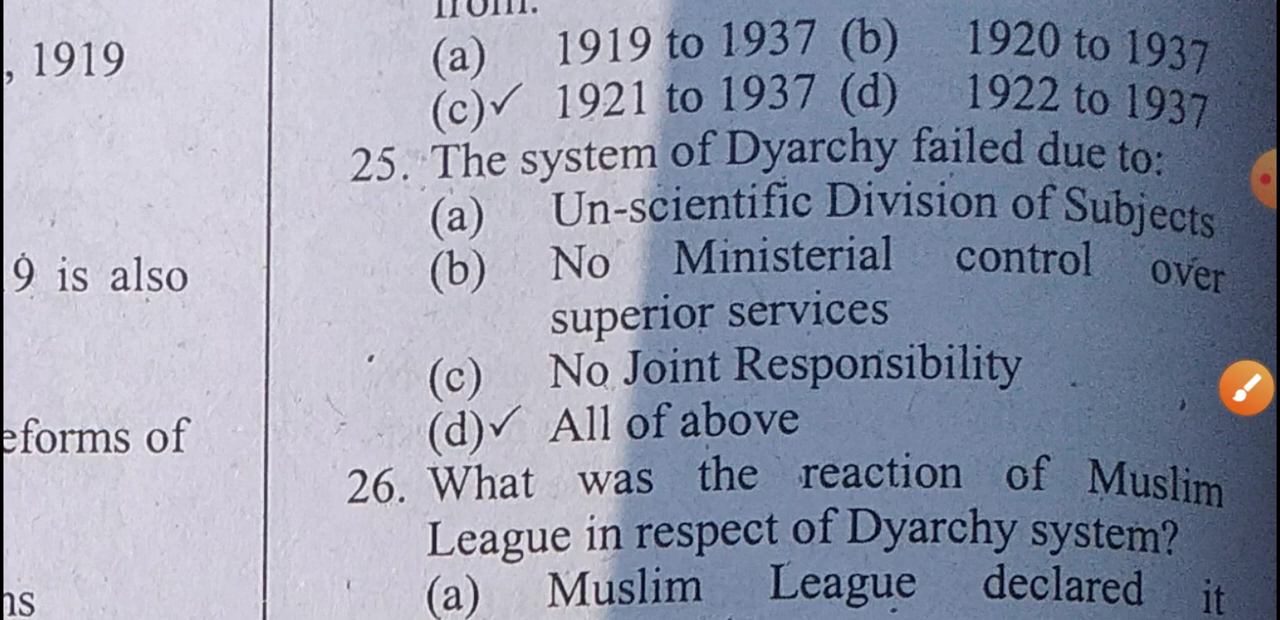 , 1919
9 is also
eforms of
ns
from.
(a) 1919 to 1937 (b) 1920 to 1937
(c)✓ 1921 to 1937 (d) 1922 to 1937
25. The system of Dyarchy failed due to:
(a) Un-scientific Division of Subjects
(b) No Ministerial control over
superior services
(c) No Joint Responsibility
(d)✓ All of above
26. What was the reaction of Muslim
League in respect of Dyarchy system?
(a) Muslim League declared it